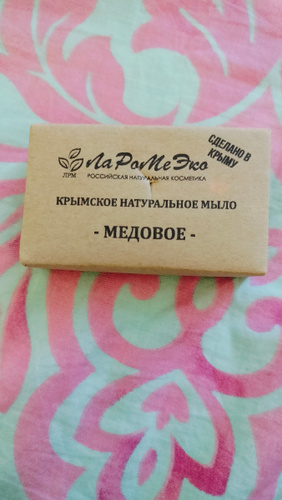 ЛаРоМеЭко
СДЕЛАНО В
КРЫМУ
ЛРМ
РОССИЙСКАЯ НАТУРАЛЬНАЯ КОСМЕТИКА
КРЫМСКОЕ НАТУРАЛЬНОЕ МЫЛО
- МЕДОВОЕ -